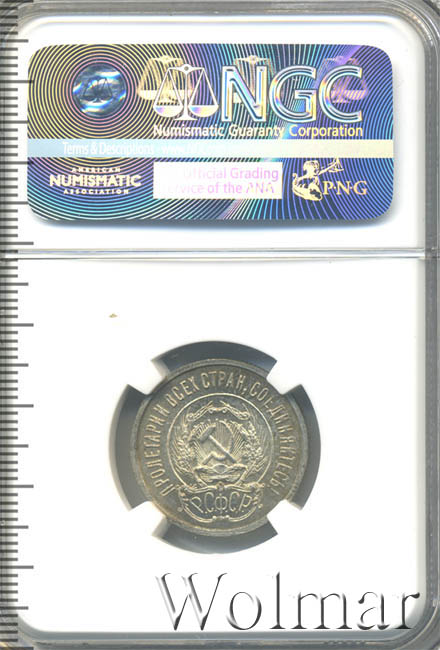 NGC
Numismatic Guaranty Corporation
Terms & Descriptions - www.
AMERICAN
NUMISMATIC
ASSOCIATION
Official Grading
Service of the ANA
PNG
ПРОЛЕТАРИИ ВСЕХ СТРАН, СОЕДИНЯЙТЕСЬ!
Р.С.Ф.С.Р.
Wolmar